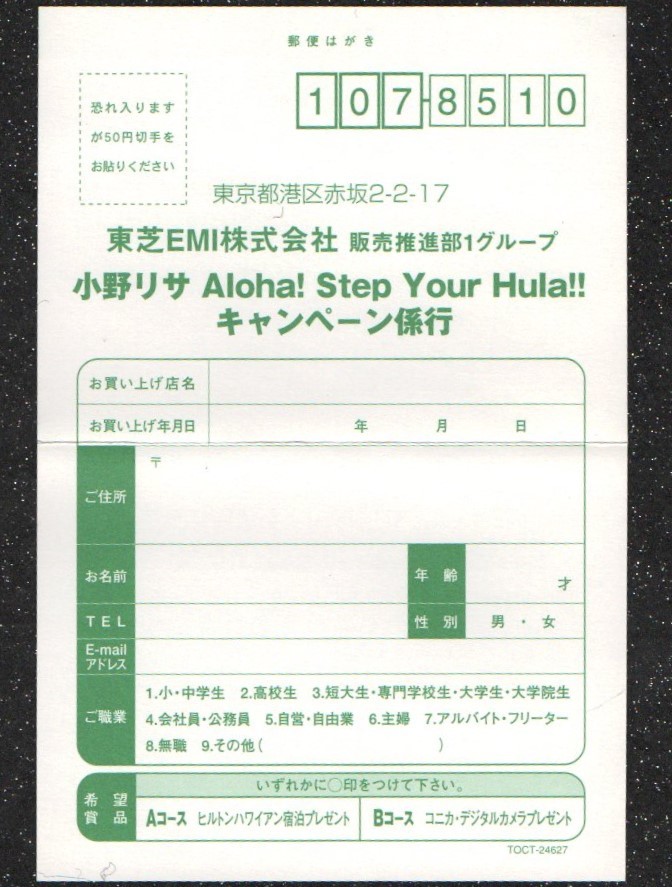 郵便はがき
恐れ入ります
が50円切手を
お貼りください
107-8510
東京都港区赤坂2-2-17
東芝EMI株式会社 販売推進部1グループ
小野リサ Aloha! Step Your Hula!!
キャンペーン係行
お買い上げ店名
お買い上げ年月日 年 月 日
ご住所 〒
お名前 年齢 才
TEL 性別 男・女
E-mail
アドレス
ご職業
1.小・中学生 2.高校生 3.短大生・専門学校生・大学生・大学院生
4.会社員・公務員 5.自営・自由業 6.主婦 7.アルバイト・フリーター
8.無職 9.その他( )
希望
賞品
いずれかに○印をつけて下さい。
Aコース ヒルトンハワイアン宿泊プレゼント Bコース コニカ・デジタルカメラプレゼント
TOCT-24627